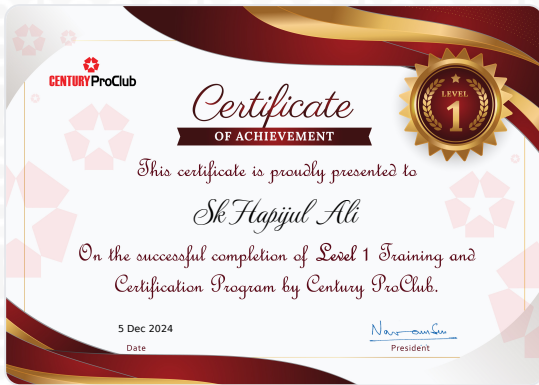 CENTURY ProClub
Certificate
OF ACHIEVEMENT
LEVEL
1
This certificate is proudly presented to
Sk Hapijul Ali
On the successful completion of Level 1 Training and
Certification Program by Century ProClub.
5 Dec 2024
Date
President